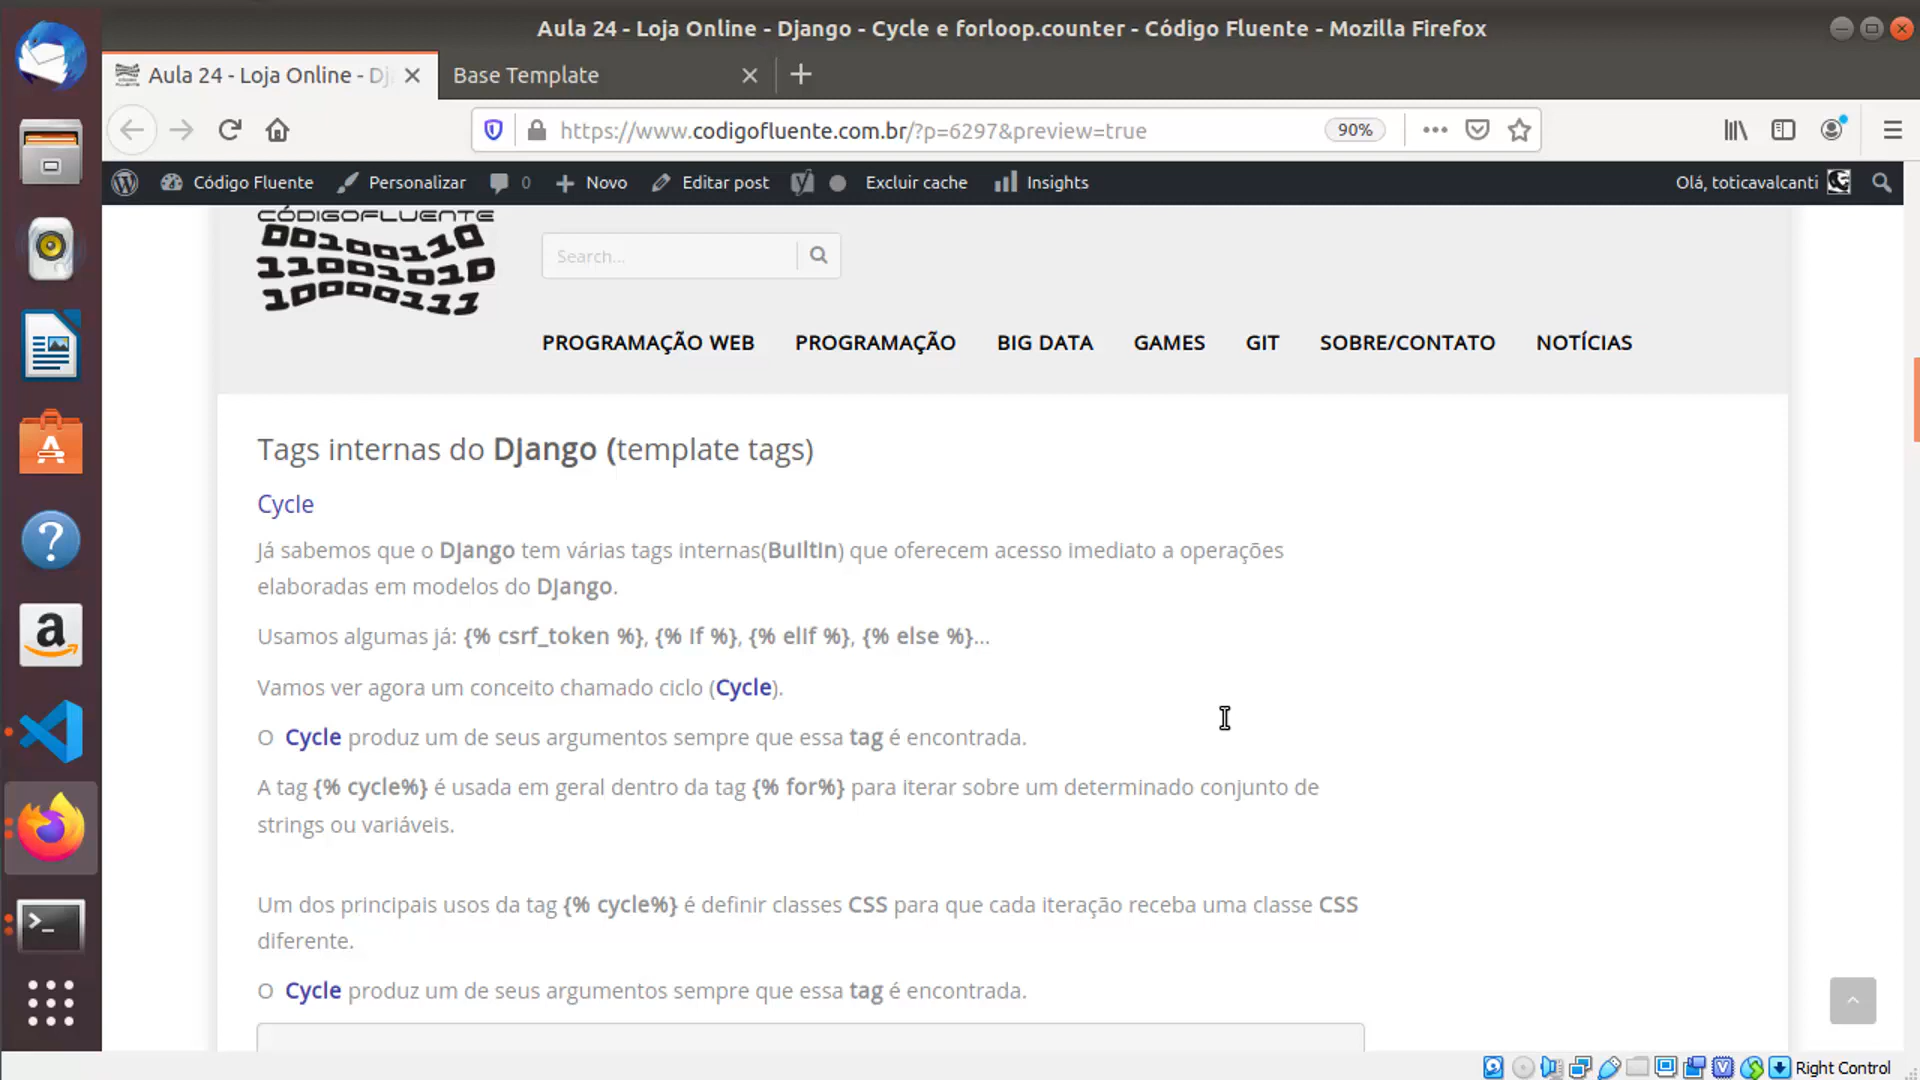 Aula 24 - Loja Online - Django - Cycle e forloop.counter - Código Fluente - Mozilla Firefox
Aula 24 - Loja Online - Dj
Base Template
https://www.codigofluente.com.br/?p=6297&preview=true
90%
Código Fluente
Personalizar
0
Novo
Editar post
Excluir cache
Insights
Olá, toticavalcanti
CÓDIGOFLUENTE
00100110
11001010
10000111
Search...
PROGRAMAÇÃO WEB
PROGRAMAÇÃO
BIG DATA
GAMES
GIT
SOBRE/CONTATO
NOTÍCIAS
Tags internas do Django (template tags)
Cycle
Já sabemos que o Django tem várias tags internas(BuiltIn) que oferecem acesso imediato a operações
elaboradas em modelos do Django.
Usamos algumas já: {% csrf_token %}, {% if %}, {% elif %}, {% else %}...
Vamos ver agora um conceito chamado ciclo (Cycle).
O Cycle produz um de seus argumentos sempre que essa tag é encontrada.
A tag {% cycle%} é usada em geral dentro da tag {% for%} para iterar sobre um determinado conjunto de
strings ou variáveis.
Um dos principais usos da tag {% cycle%} é definir classes CSS para que cada iteração receba uma classe CSS
diferente.
O Cycle produz um de seus argumentos sempre que essa tag é encontrada.
Right Control